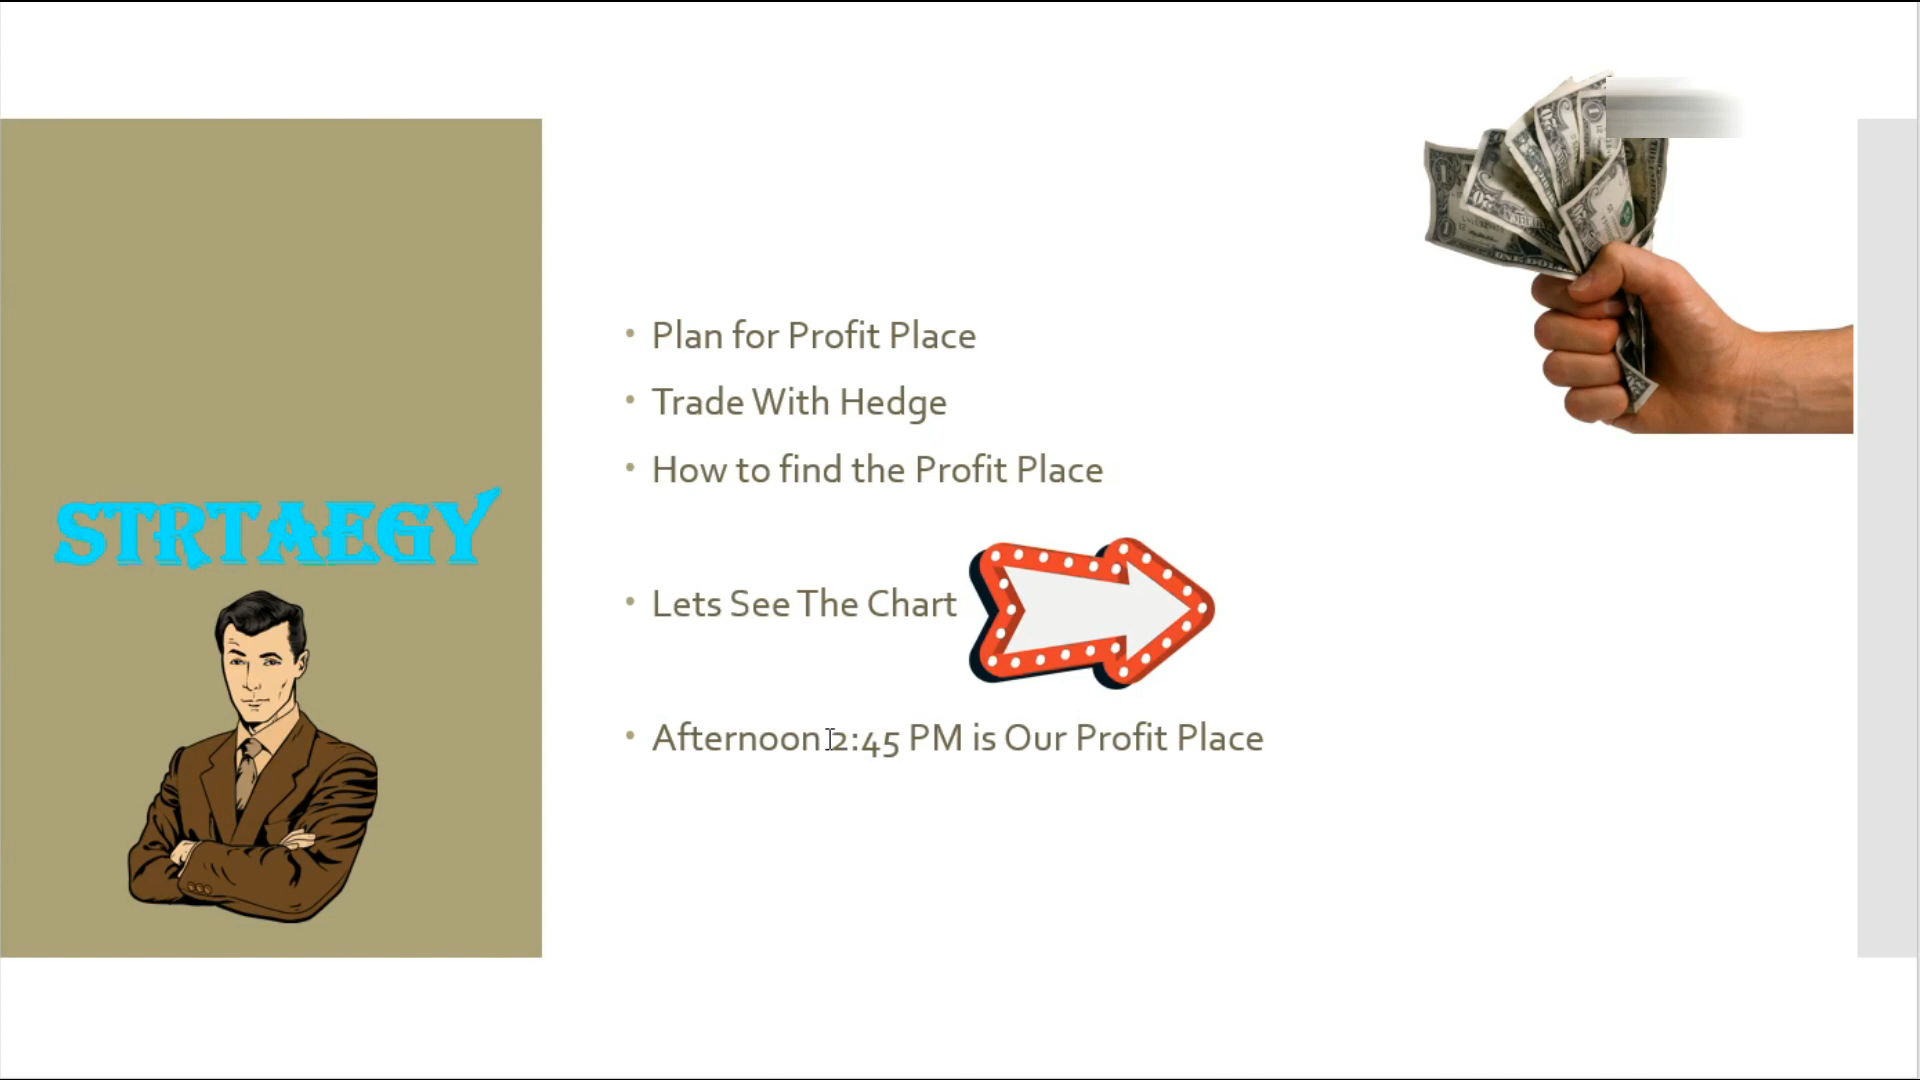 STRTAEGY
• Plan for Profit Place
• Trade With Hedge
• How to find the Profit Place
• Lets See The Chart
• Afternoon 2:45 PM is Our Profit Place